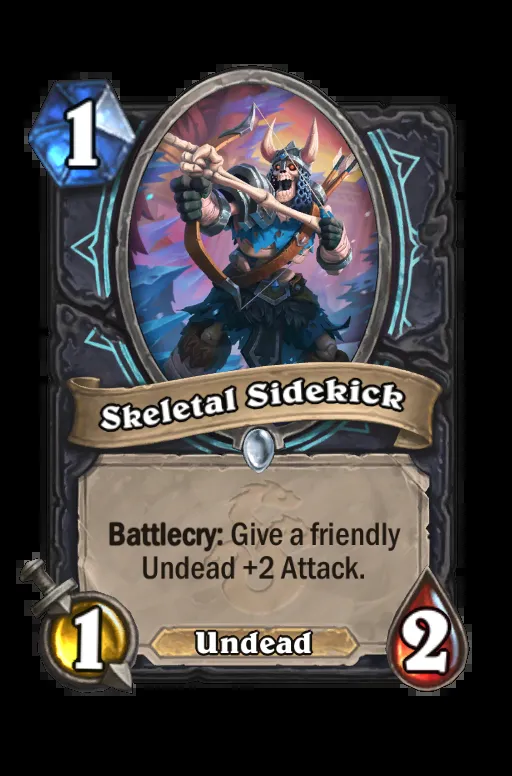 1
Skeletal Sidekick
Battlecry: Give a friendly
Undead +2 Attack.
1
Undead
2